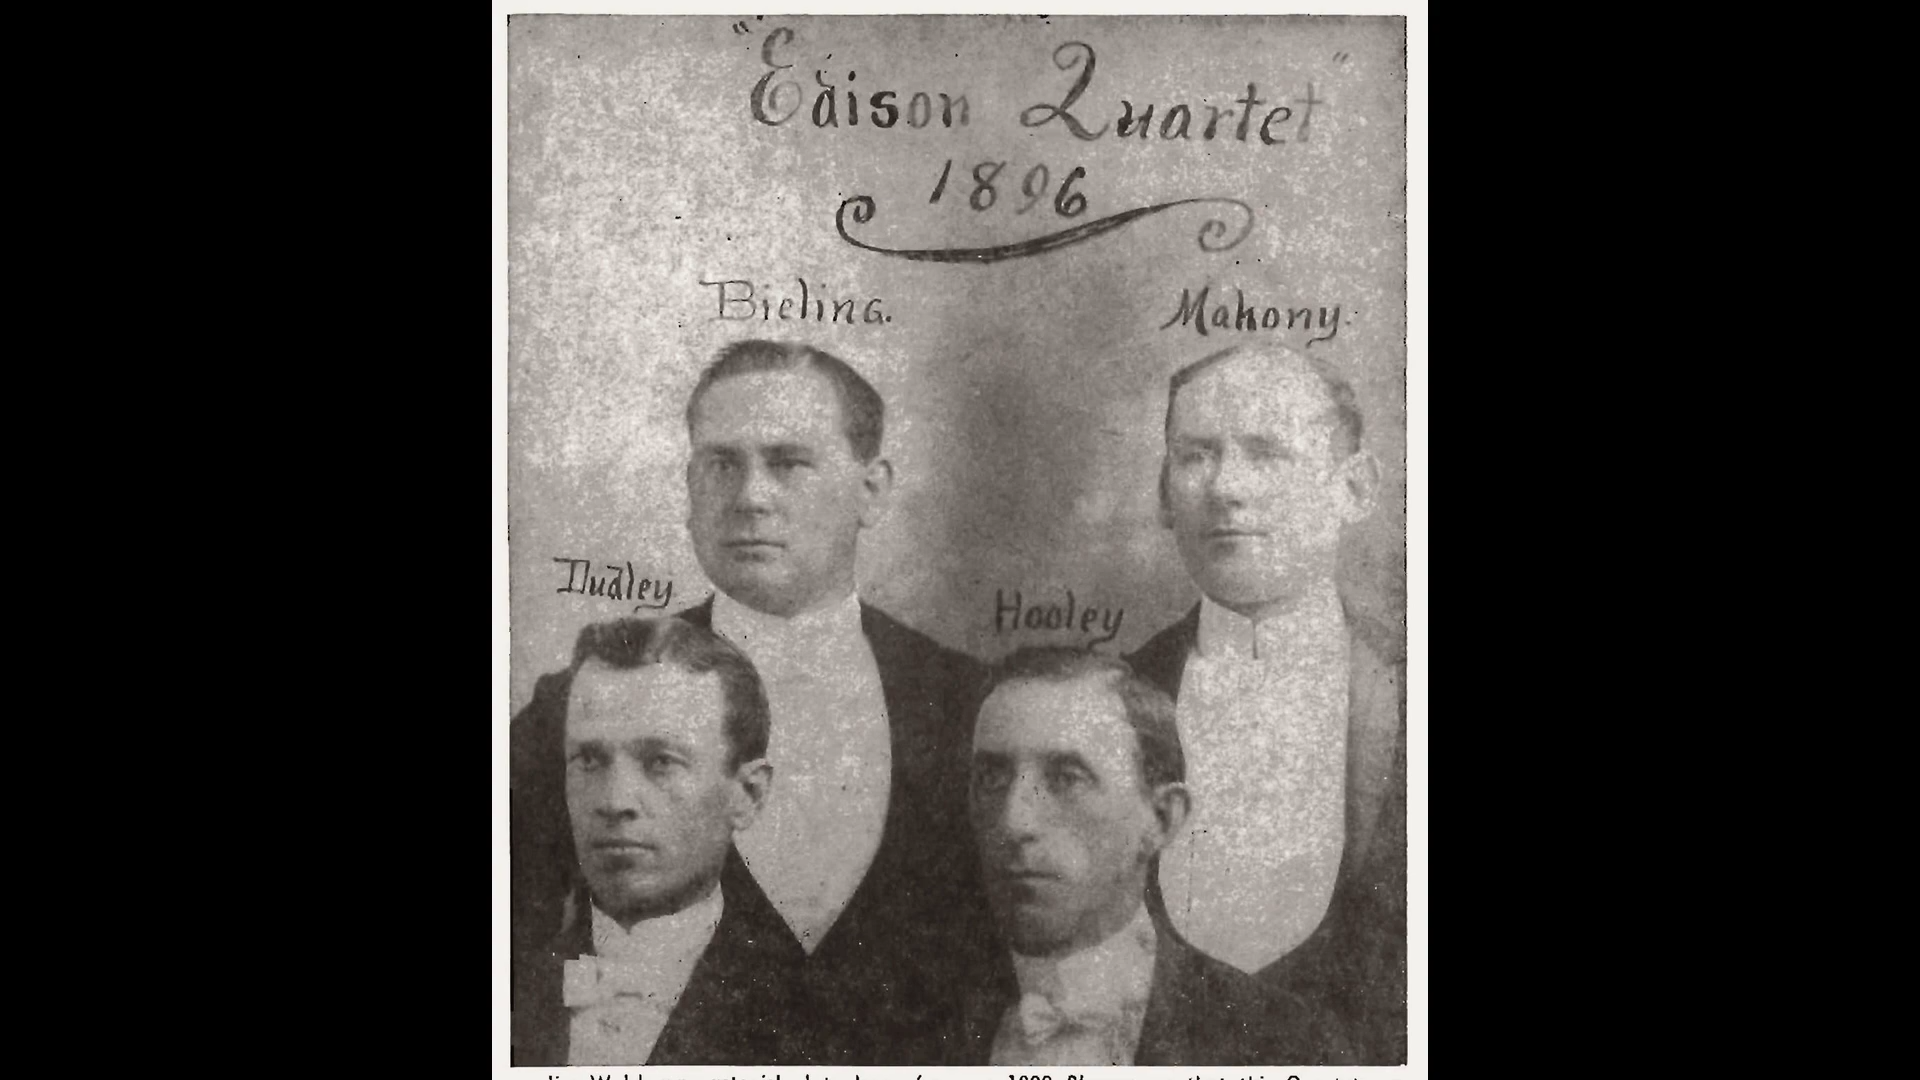 "Edison Quartet"
1896
Bieling.
Mahony.
Dudley
Hooley